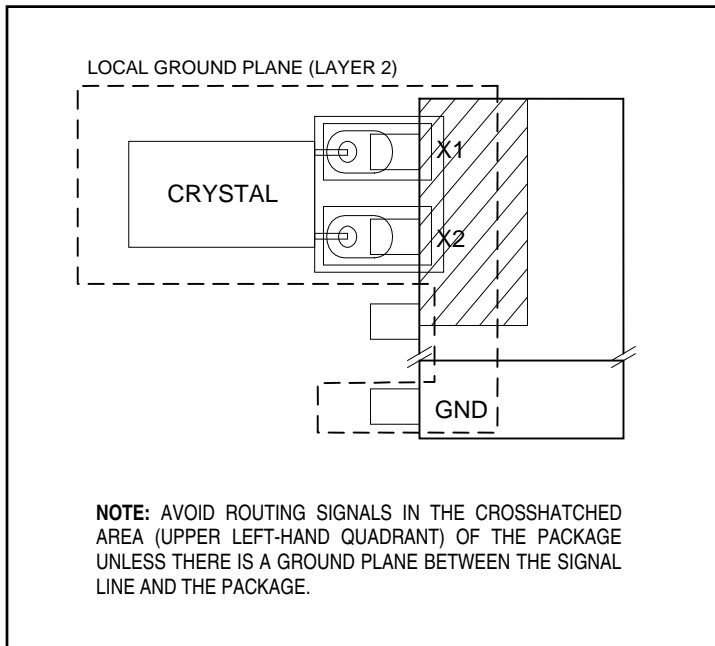 LOCAL GROUND PLANE (LAYER 2)
CRYSTAL
X1
X2
GND
NOTE: AVOID ROUTING SIGNALS IN THE CROSSHATCHED
AREA (UPPER LEFT-HAND QUADRANT) OF THE PACKAGE
UNLESS THERE IS A GROUND PLANE BETWEEN THE SIGNAL
LINE AND THE PACKAGE.